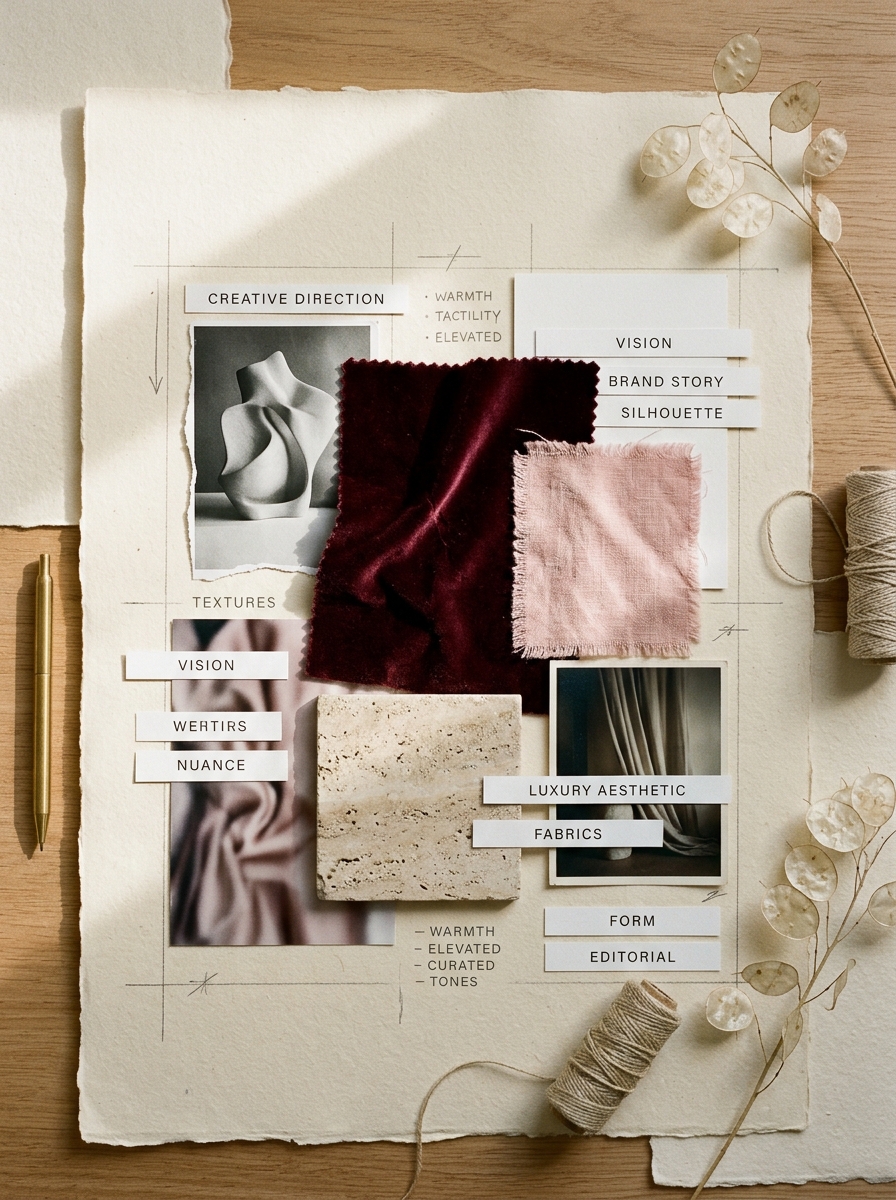 CREATIVE DIRECTION
· WARMTH
· TACTILITY
· ELEVATED
VISION
BRAND STORY
SILHOUETTE
TEXTURES
VISION
WERTIRS
NUANCE
LUXURY AESTHETIC
FABRICS
FORM
EDITORIAL
– WARMTH
– ELEVATED
– CURATED
– TONES